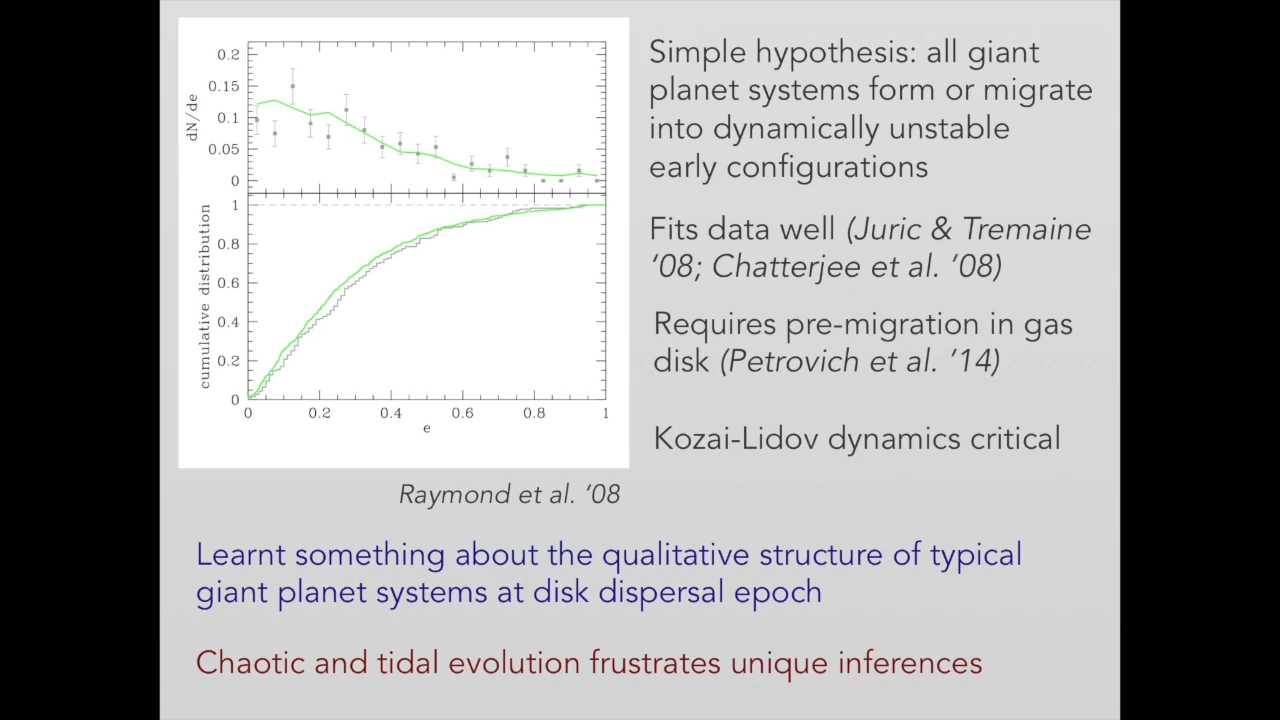 0.2
0.15
0.1
0.05
0
dN/de
1
0.8
0.6
0.4
0.2
0
cumulative distribution
0 0.2 0.4 0.6 0.8 1
e
Raymond et al. ‘08
Simple hypothesis: all giant
planet systems form or migrate
into dynamically unstable
early configurations
Fits data well (Juric & Tremaine
‘08; Chatterjee et al. ’08)
Requires pre-migration in gas
disk (Petrovich et al. ’14)
Kozai-Lidov dynamics critical
Learnt something about the qualitative structure of typical
giant planet systems at disk dispersal epoch
Chaotic and tidal evolution frustrates unique inferences